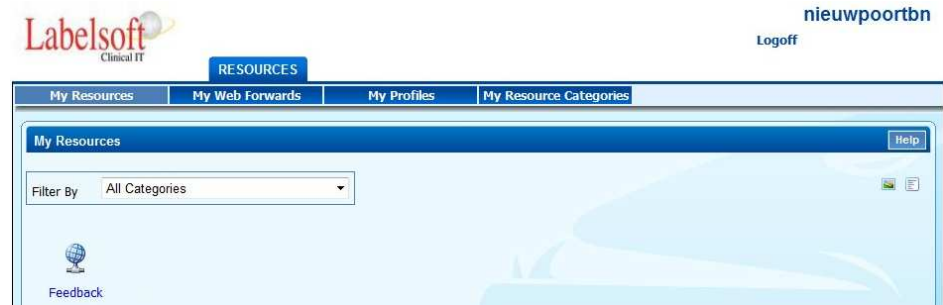 nieuwpoortbn
Labelsoft
Clinical IT
Logoff
RESOURCES
My Resources My Web Forwards My Profiles My Resource Categories
My Resources Help
Filter By All Categories
Feedback